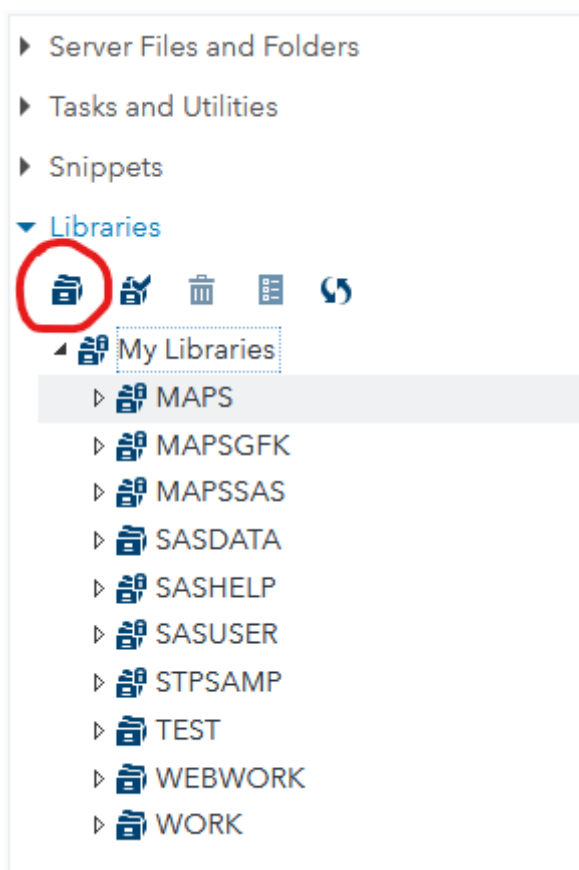 Server Files and Folders
Tasks and Utilities
Snippets
Libraries
My Libraries
MAPS
MAPSGFK
MAPSSAS
SASDATA
SASHELP
SASUSER
STPSAMP
TEST
WEBWORK
WORK